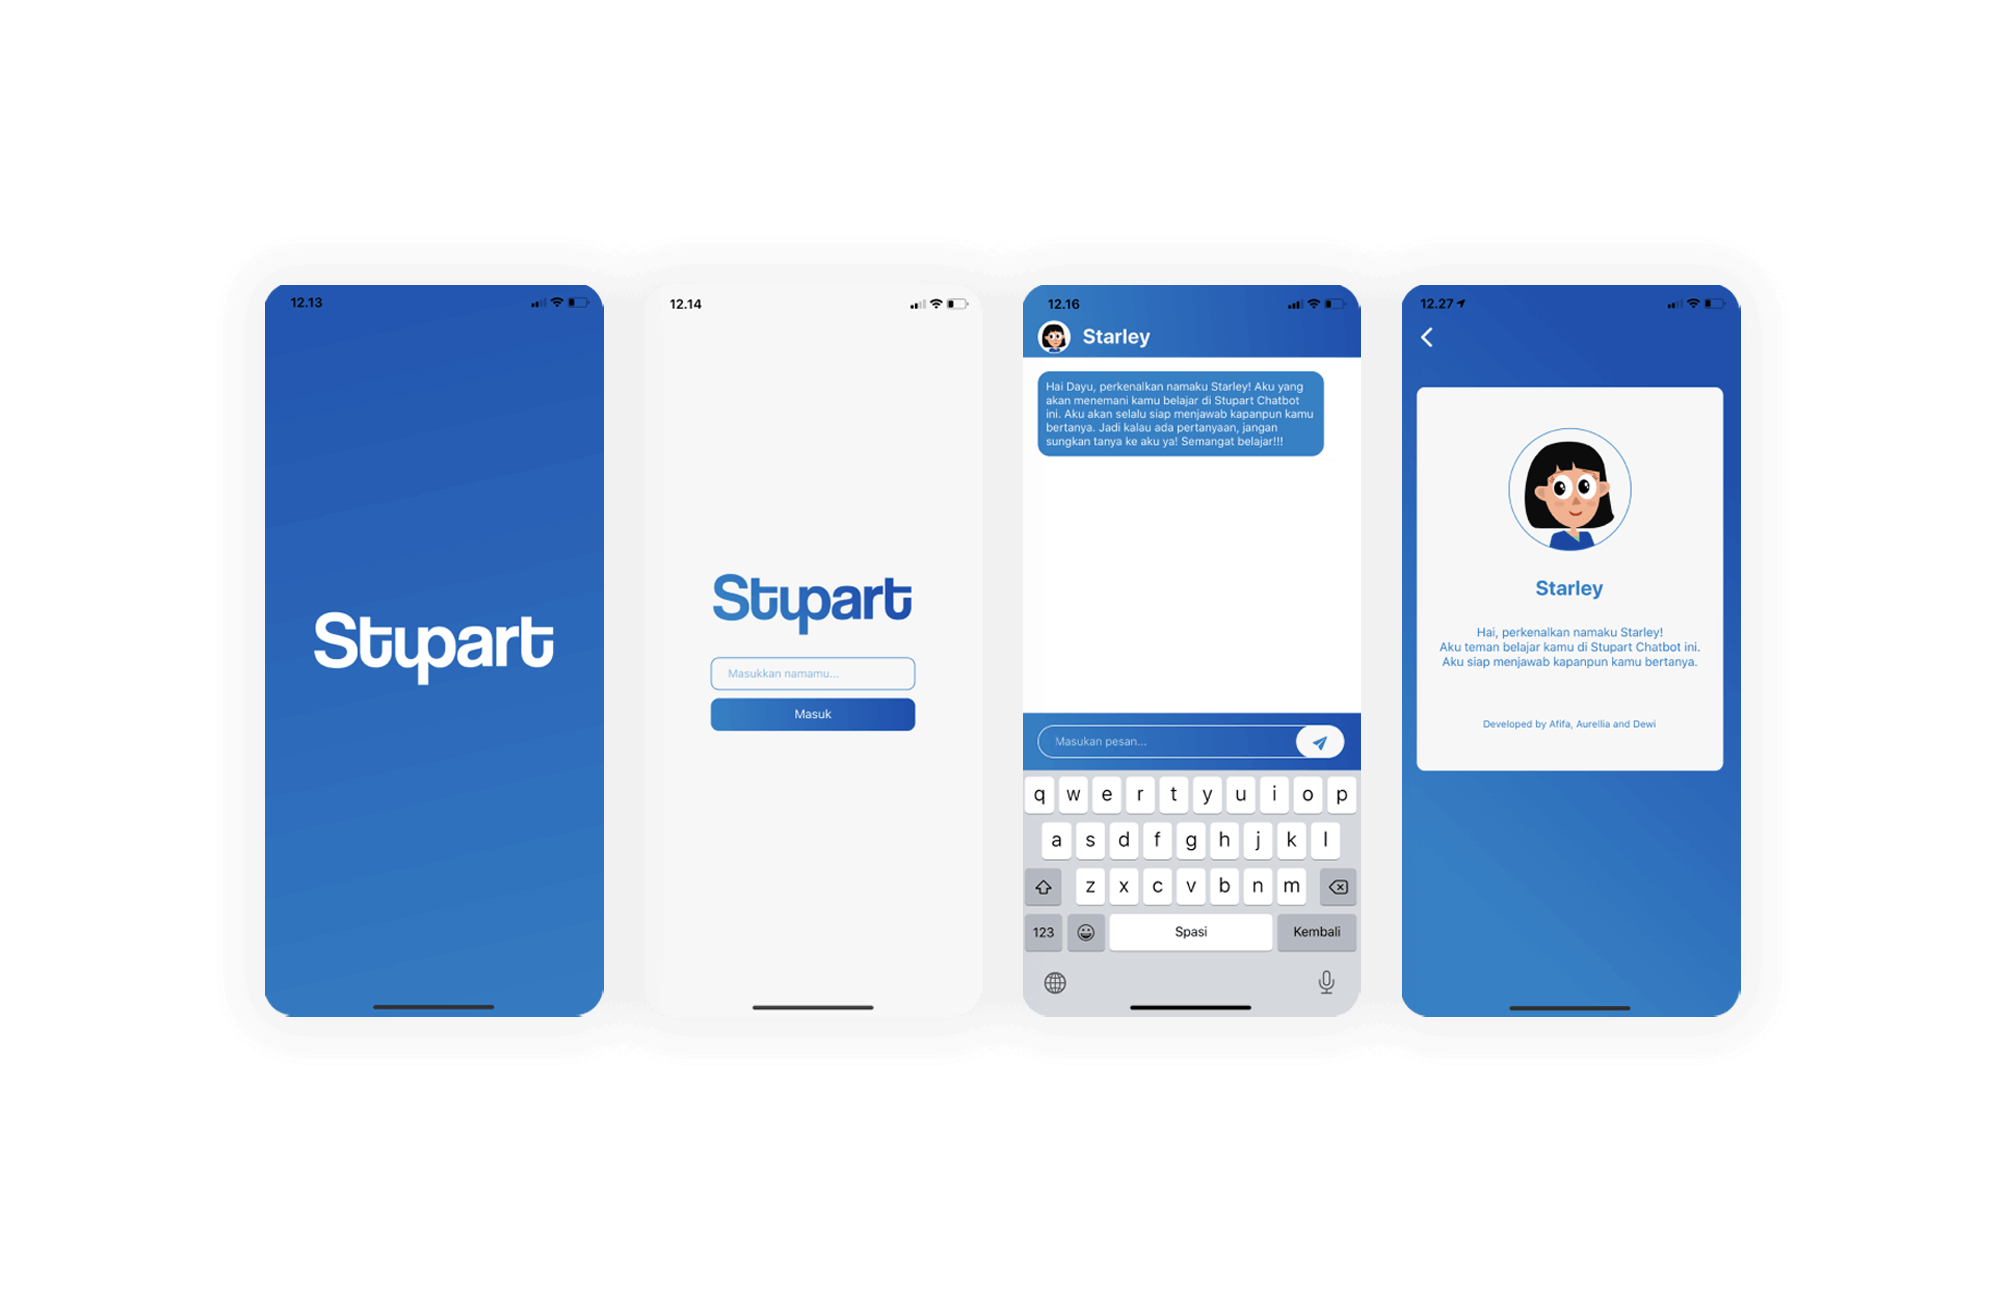 12.13
Stupart
12.14
Stupart
Masukkan namamu...
Masuk
12.16
Starley
Hai Dayu, perkenalkan namaku Starley! Aku yang
akan menemani kamu belajar di Stupart Chatbot
ini. Aku akan selalu siap menjawab kapanpun kamu
bertanya. Jadi kalau ada pertanyaan, jangan
sungkan tanya ke aku ya! Semangat belajar!!!
Masukan pesan...
q w e r t y u i o p
a s d f g h j k l
z x c v b n m
123 Spasi Kembali
12.27
Starley
Hai, perkenalkan namaku Starley!
Aku teman belajar kamu di Stupart Chatbot ini.
Aku siap menjawab kapanpun kamu bertanya.
Developed by Afifa, Aurellia and Dewi